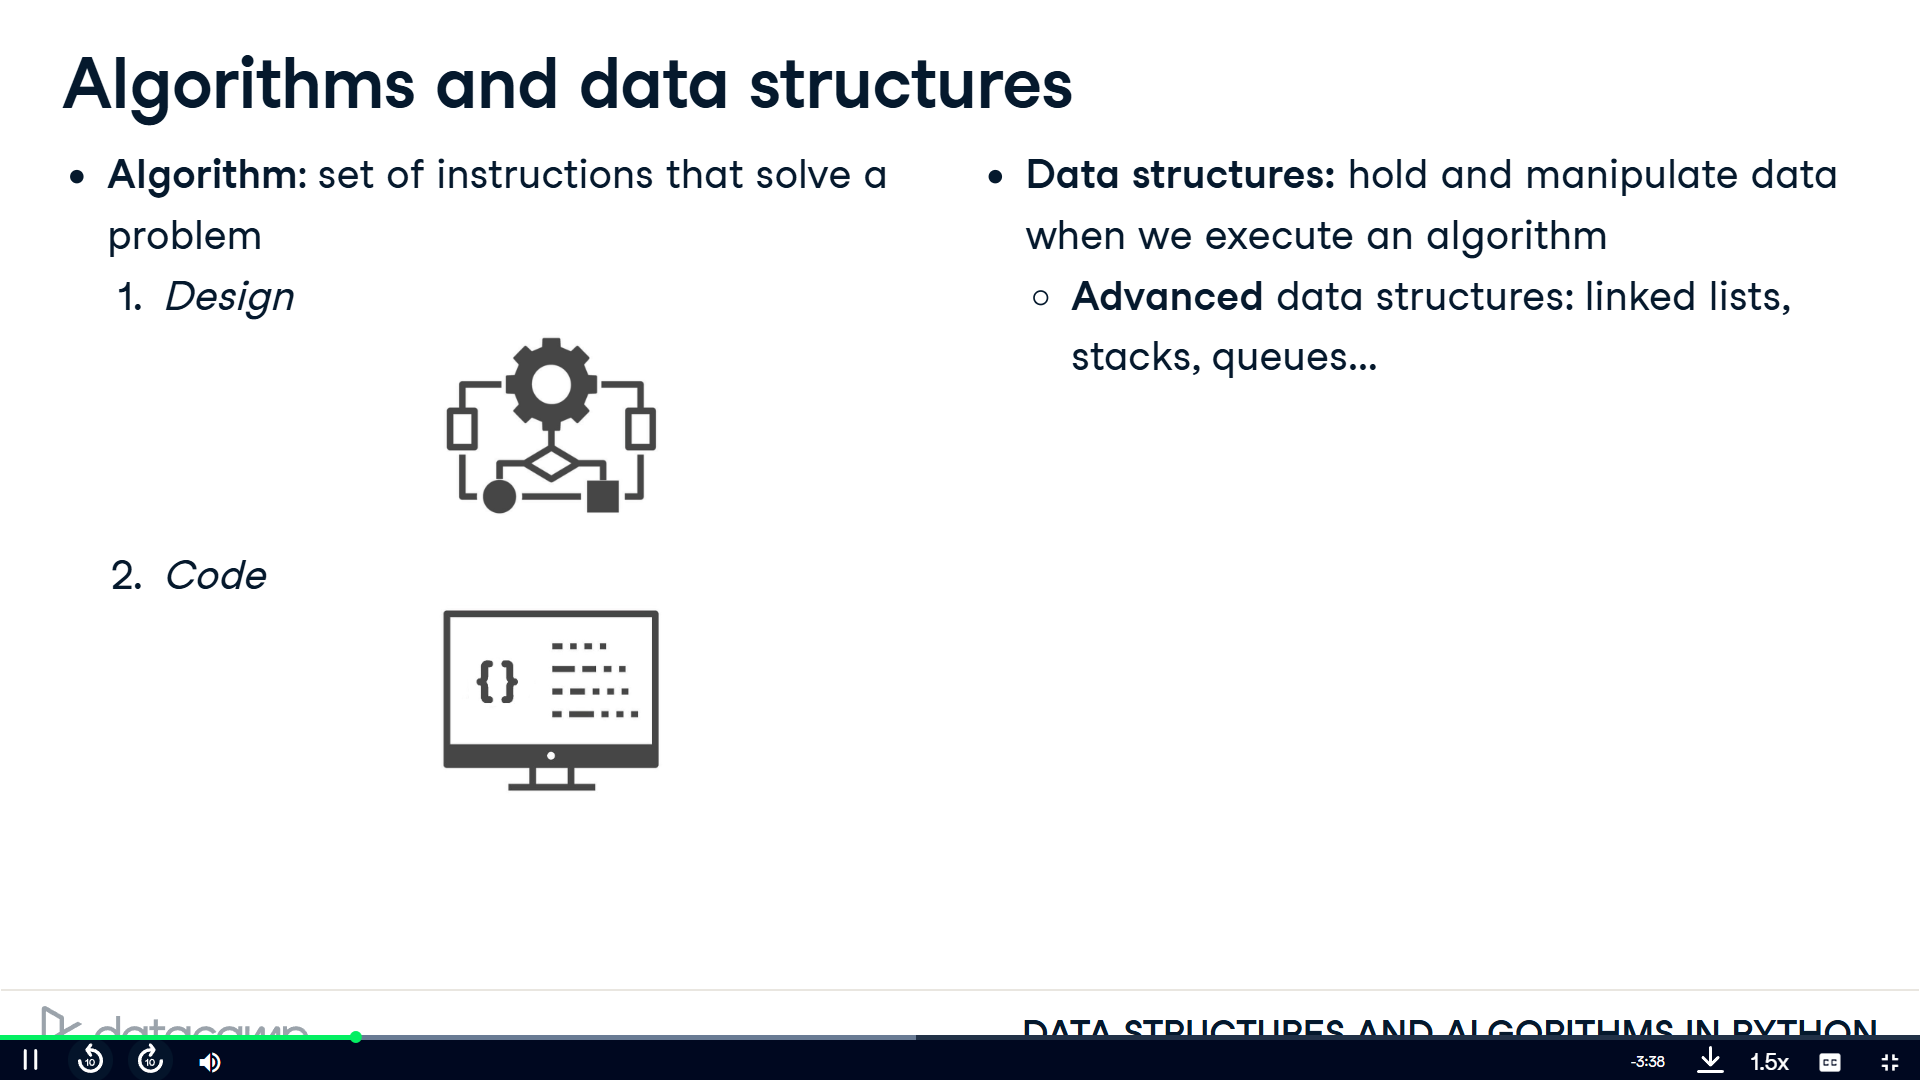 Algorithms and data structures
• Algorithm: set of instructions that solve a
problem
1. Design
2. Code
{}
• Data structures: hold and manipulate data
when we execute an algorithm
○ Advanced data structures: linked lists,
stacks, queues...
datacamp
DATA STRUCTURES AND ALGORITHMS IN PYTHON
10
10
-3:38
1.5x
CC